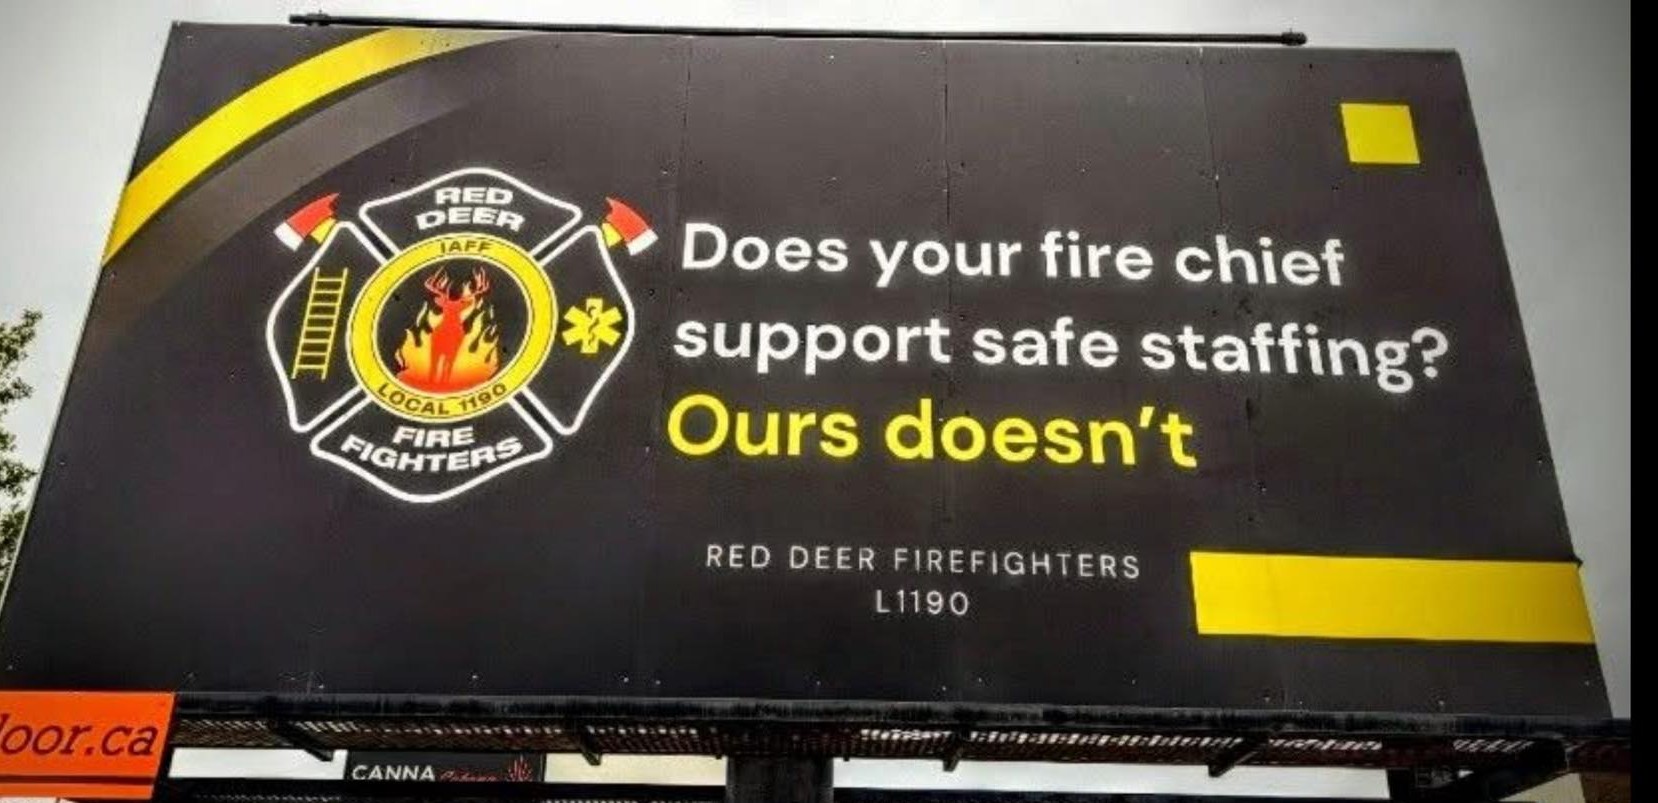 RED
DEER
IAFF
LOCAL 1190
FIRE
FIGHTERS
Does your fire chief
support safe staffing?
Ours doesn't
RED DEER FIREFIGHTERS
L1190
door.ca
CANNA